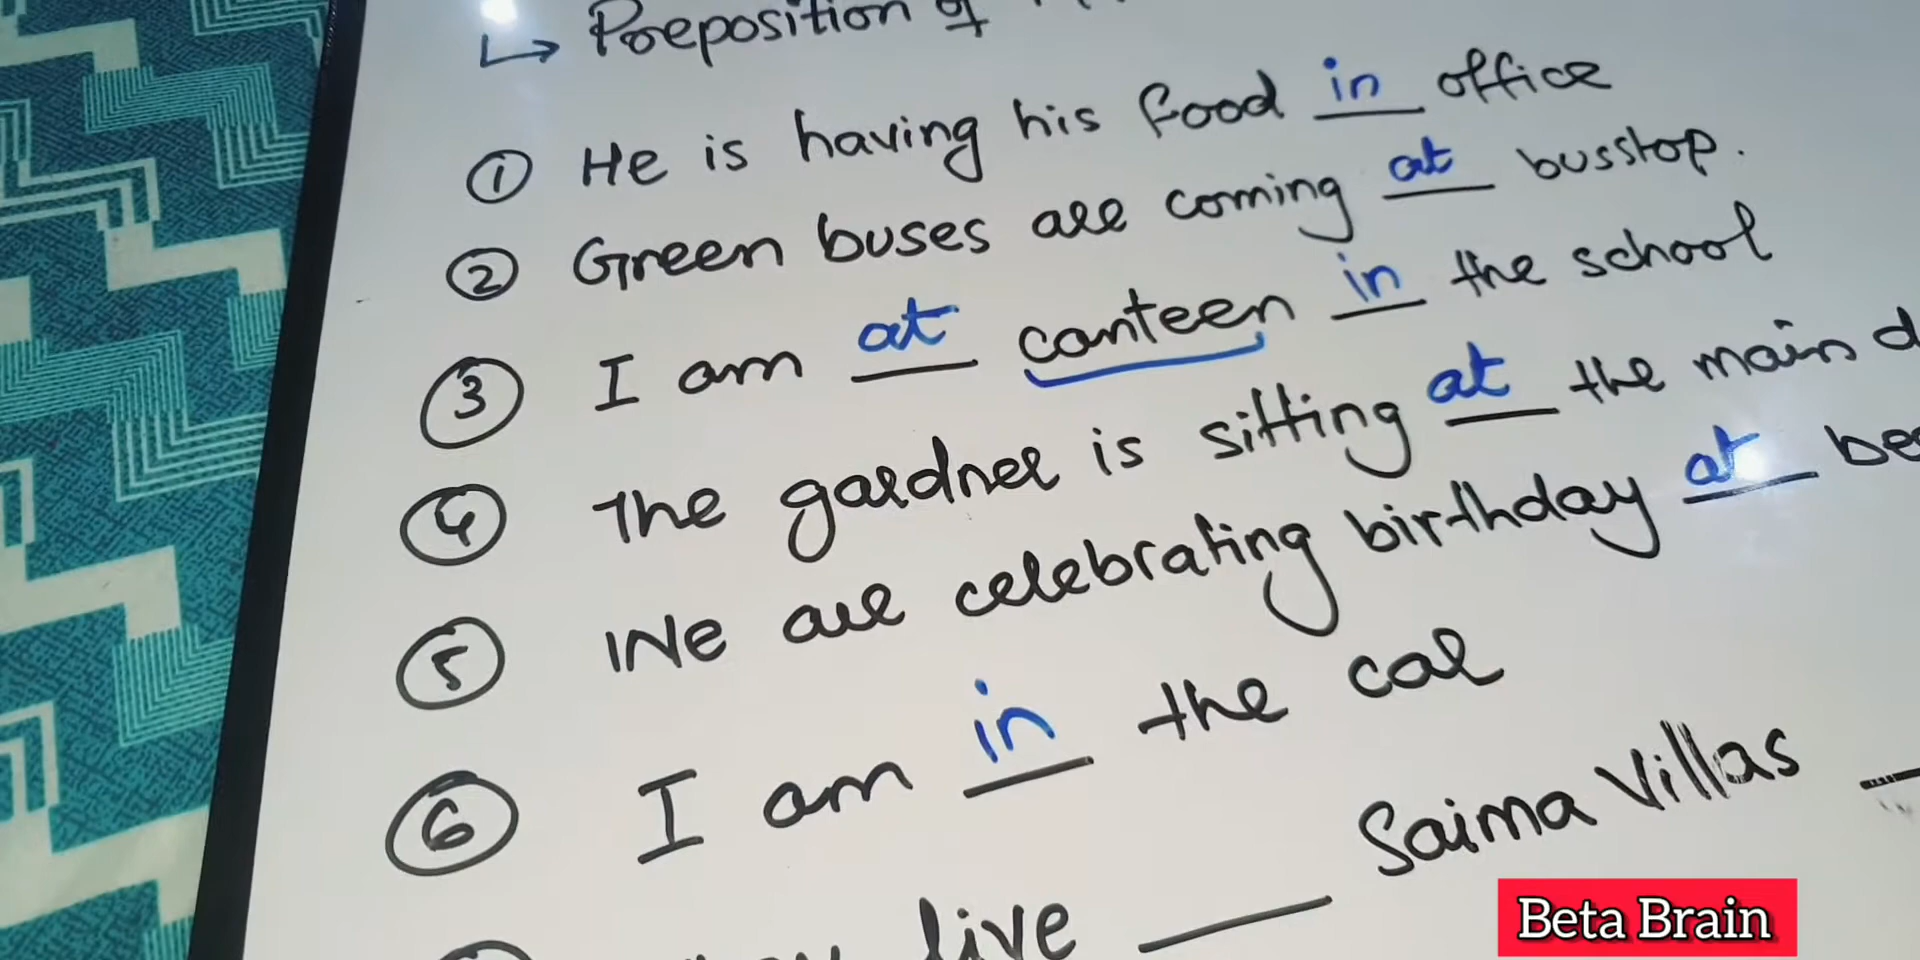 ↳ Preposition of
① He is having his food in office
② Green buses are coming at busstop.
③ I am at canteen in the school
④ The gardner is sitting at the main
⑤ We are celebrating birthday at
⑥ I am in the car
live ___ Saima Villas
Beta Brain